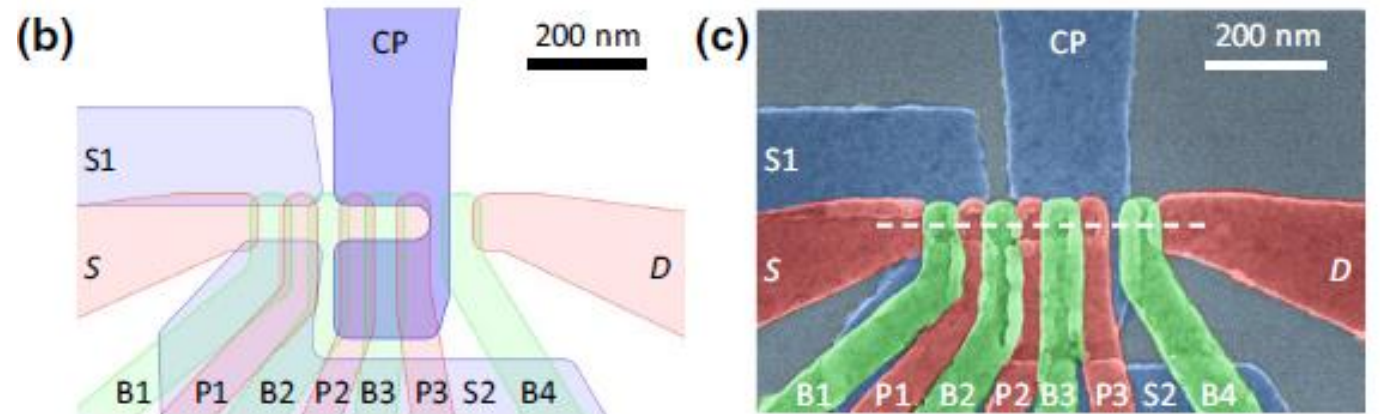 (b)
CP
200 nm
S1
S
D
B1 P1 B2 P2 B3 P3 S2 B4
(c)
CP
200 nm
S1
S
D
B1 P1 B2 P2 B3 P3 S2 B4